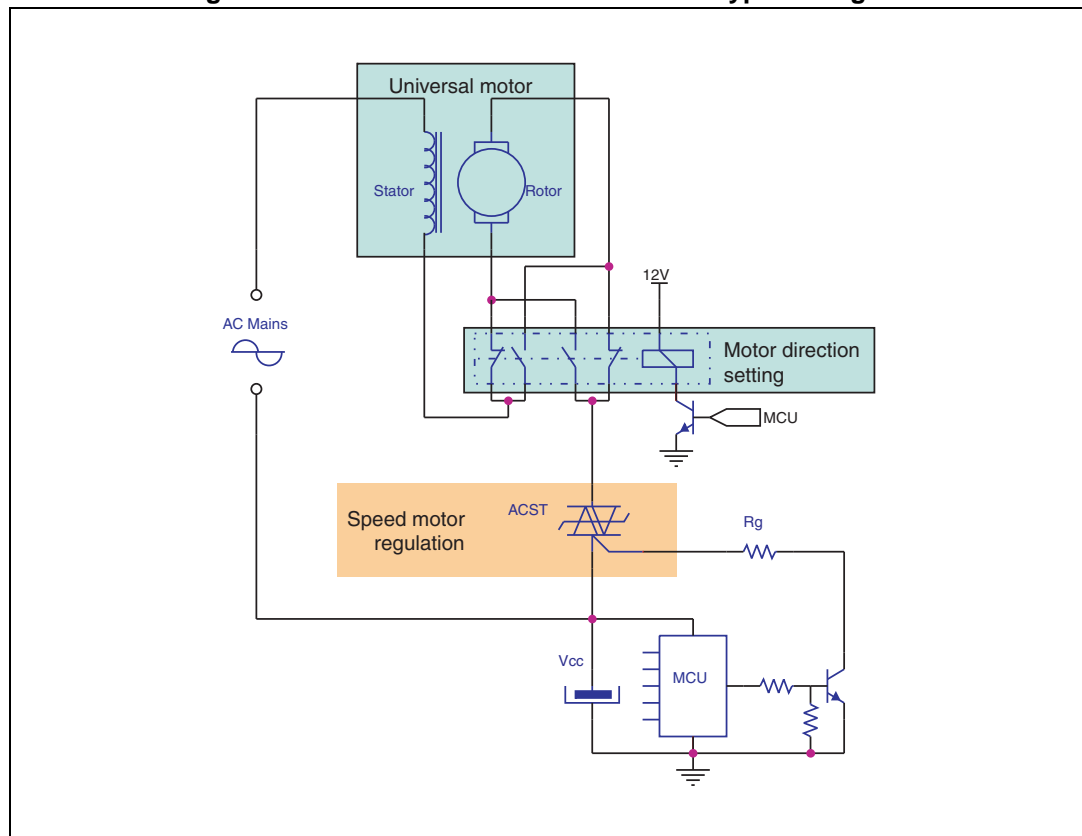 Universal motor
Stator
Rotor
12V
AC Mains
Motor direction
setting
MCU
ACST
Speed motor
regulation
Rg
Vcc
MCU